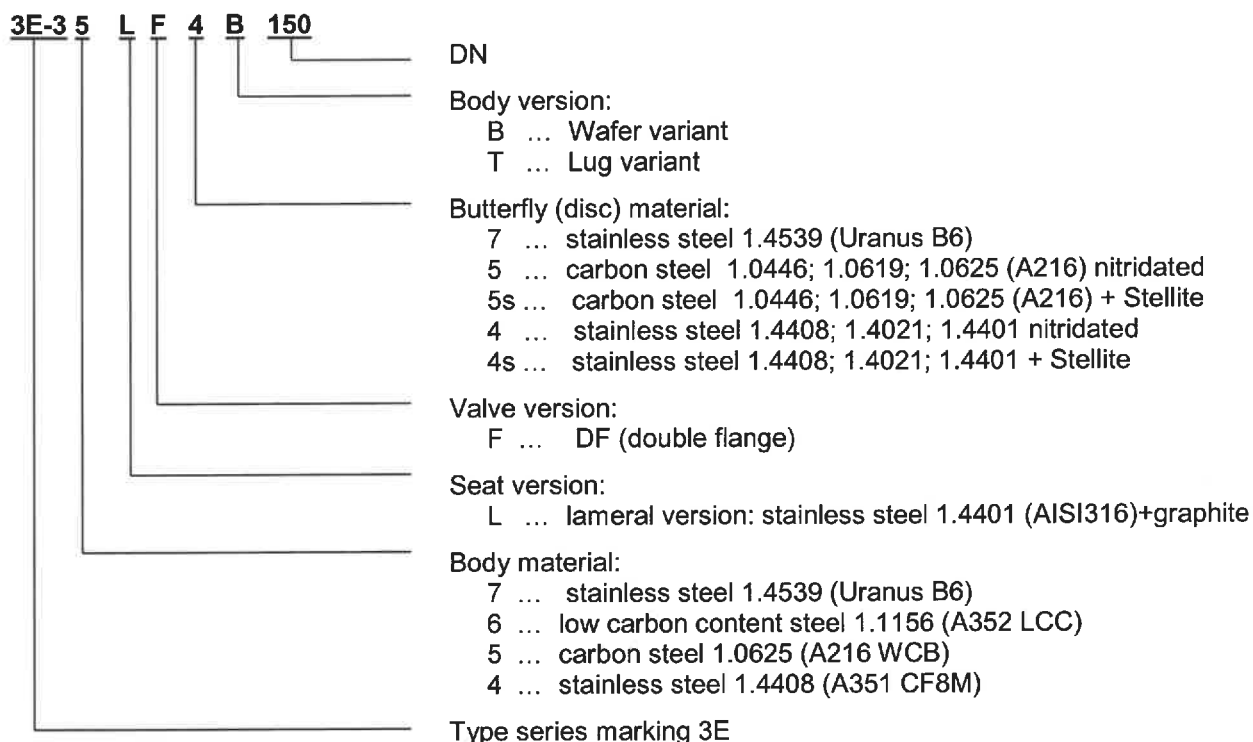 3E-3 5 L F 4 B 150
DN
Body version:
B ... Wafer variant
T ... Lug variant
Butterfly (disc) material:
7 ... stainless steel 1.4539 (Uranus B6)
5 ... carbon steel 1.0446; 1.0619; 1.0625 (A216) nitridated
5s ... carbon steel 1.0446; 1.0619; 1.0625 (A216) + Stellite
4 ... stainless steel 1.4408; 1.4021; 1.4401 nitridated
4s ... stainless steel 1.4408; 1.4021; 1.4401 + Stellite
Valve version:
F ... DF (double flange)
Seat version:
L ... lameral version: stainless steel 1.4401 (AISI316)+graphite
Body material:
7 ... stainless steel 1.4539 (Uranus B6)
6 ... low carbon content steel 1.1156 (A352 LCC)
5 ... carbon steel 1.0625 (A216 WCB)
4 ... stainless steel 1.4408 (A351 CF8M)
Type series marking 3E